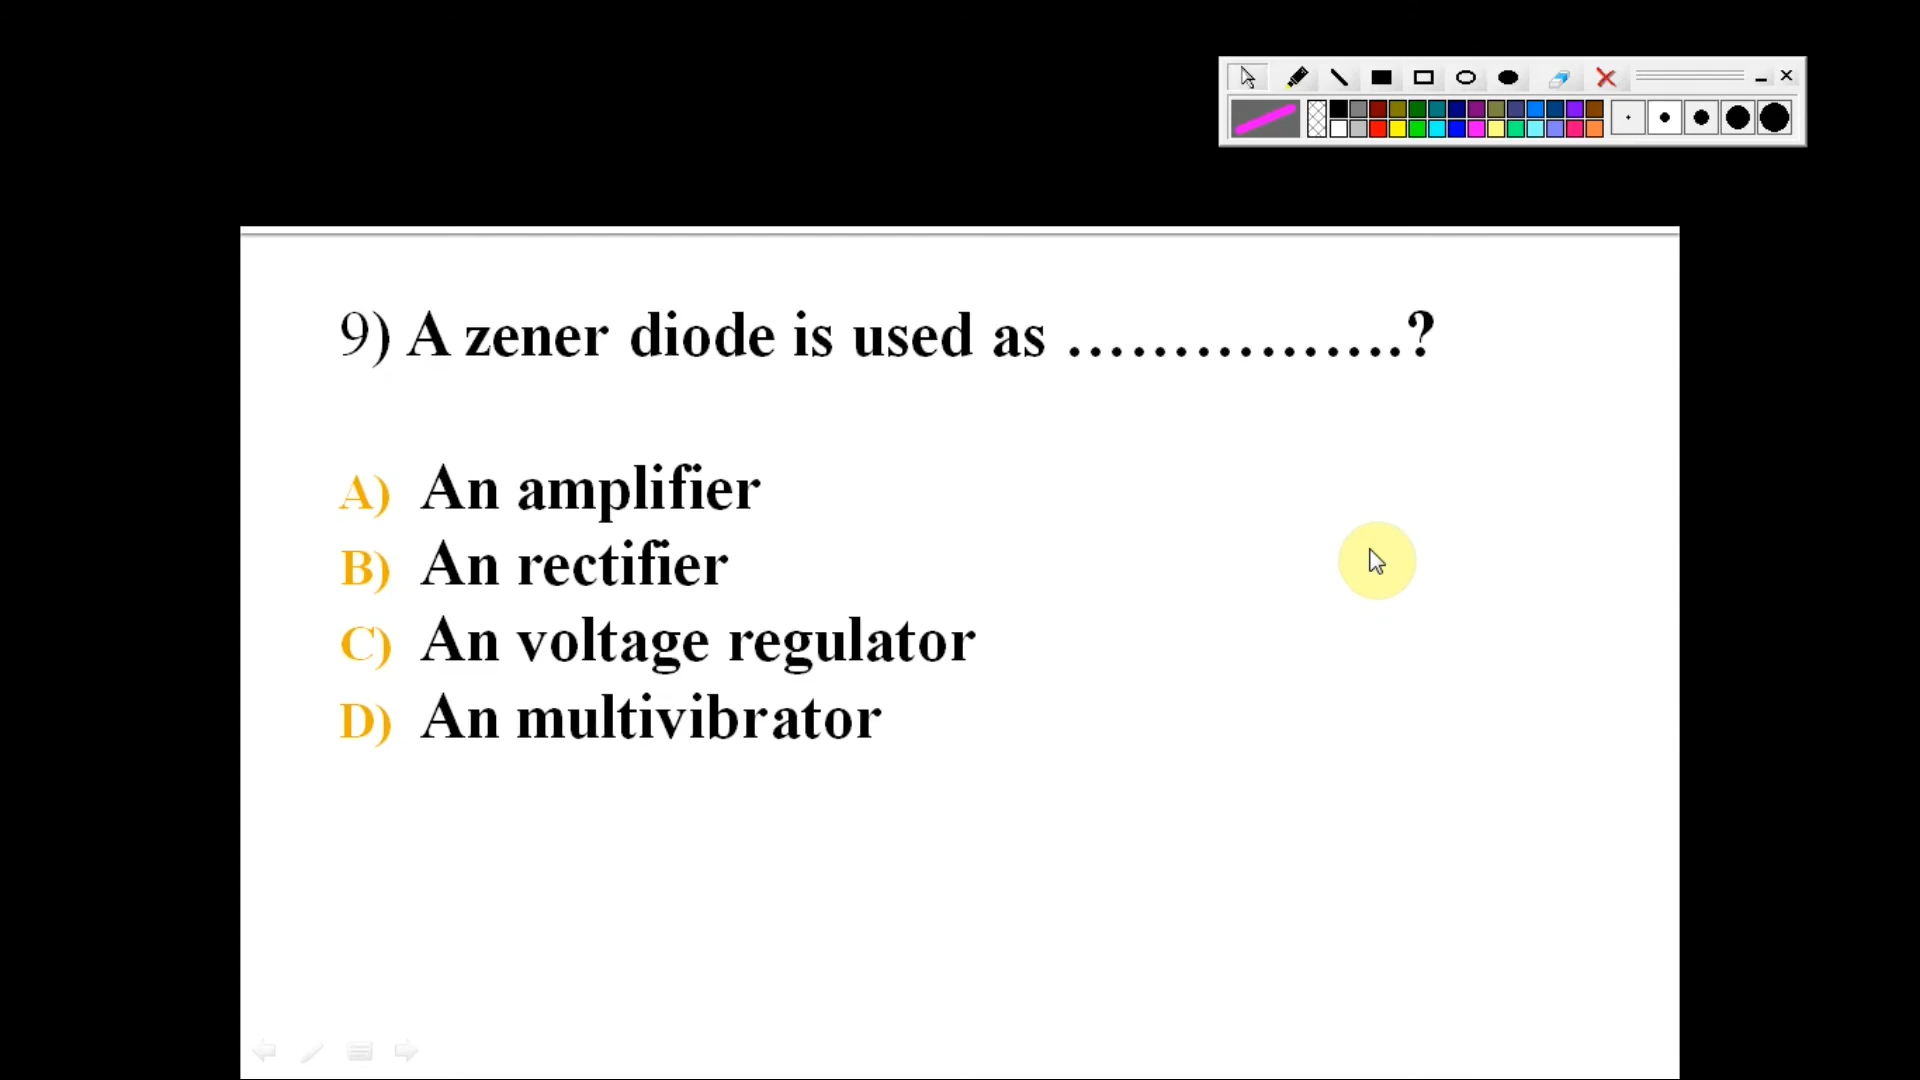 9) A zener diode is used as ................?
A) An amplifier
B) An rectifier
C) An voltage regulator
D) An multivibrator